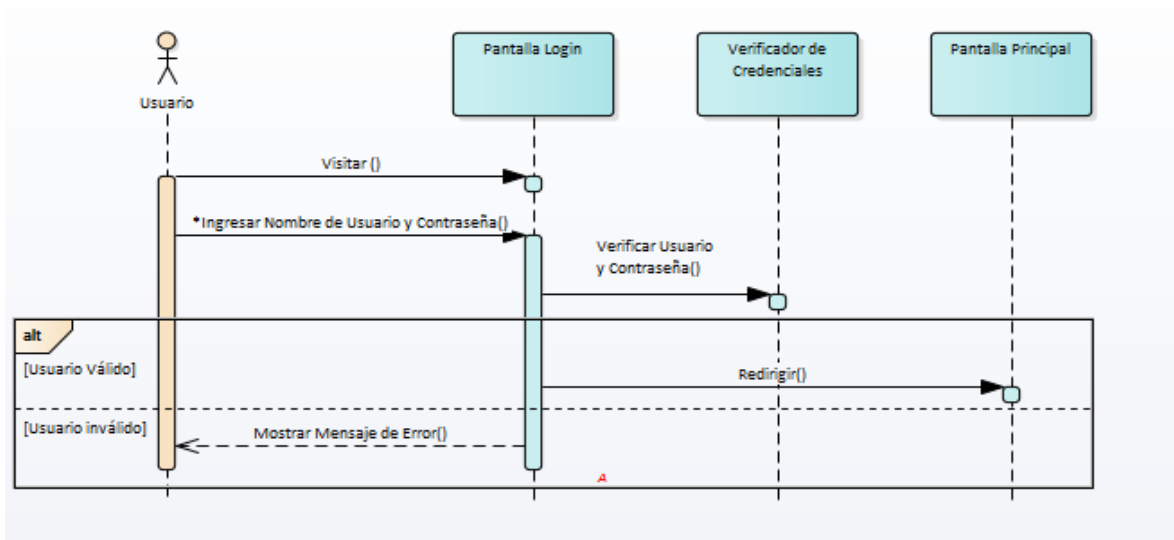 Usuario
Pantalla Login
Verificador de
Credenciales
Pantalla Principal
Visitar ()
*Ingresar Nombre de Usuario y Contraseña()
Verificar Usuario
y Contraseña()
alt
[Usuario Válido]
Redirigir()
[Usuario inválido]
Mostrar Mensaje de Error()
A